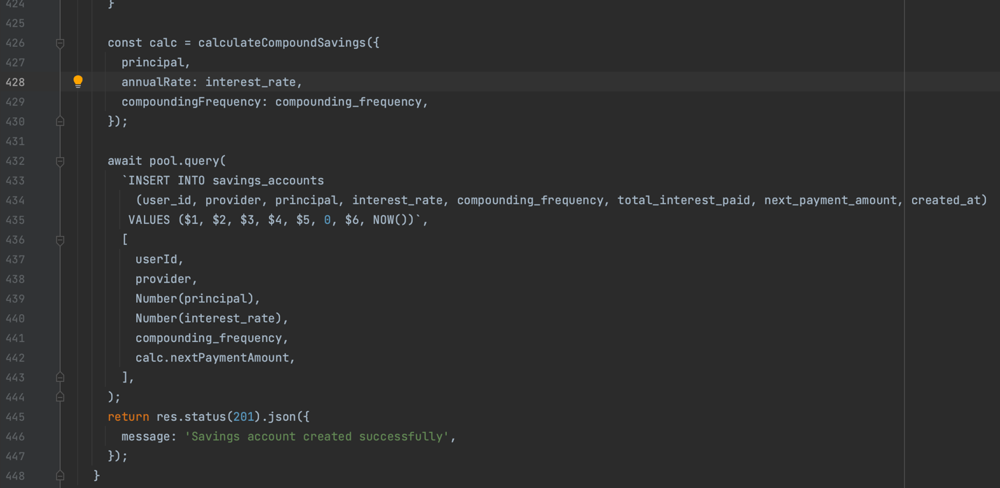 424 }
425
426 const calc = calculateCompoundSavings({
427 principal,
428 annualRate: interest_rate,
429 compoundingFrequency: compounding_frequency,
430 });
431
432 await pool.query(
433 `INSERT INTO savings_accounts
434 (user_id, provider, principal, interest_rate, compounding_frequency, total_interest_paid, next_payment_amount, created_at)
435 VALUES ($1, $2, $3, $4, $5, 0, $6, NOW())`,
436 [
437 userId,
438 provider,
439 Number(principal),
440 Number(interest_rate),
441 compounding_frequency,
442 calc.nextPaymentAmount,
443 ],
444 );
445 return res.status(201).json({
446 message: 'Savings account created successfully',
447 });
448 }